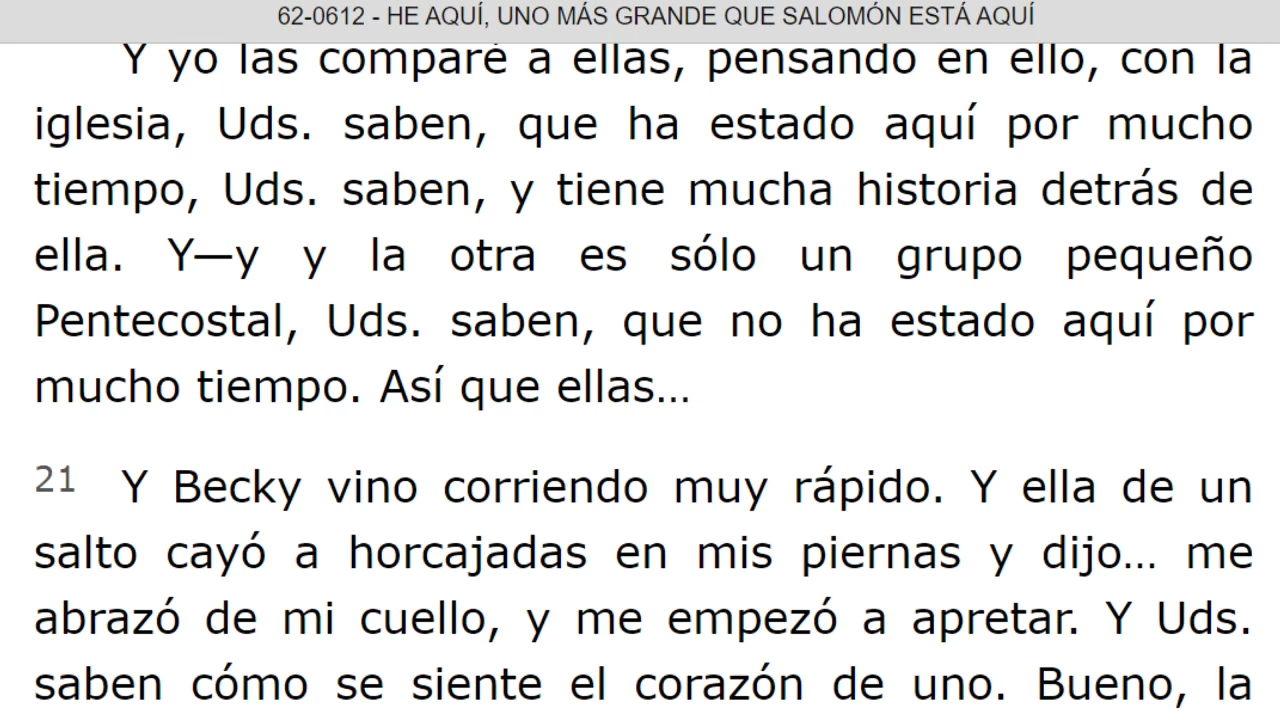 62-0612 - HE AQUÍ, UNO MÁS GRANDE QUE SALOMÓN ESTÁ AQUÍ
Y yo las comparé a ellas, pensando en ello, con la
iglesia, Uds. saben, que ha estado aquí por mucho
tiempo, Uds. saben, y tiene mucha historia detrás de
ella. Y—y y la otra es sólo un grupo pequeño
Pentecostal, Uds. saben, que no ha estado aquí por
mucho tiempo. Así que ellas…
21 Y Becky vino corriendo muy rápido. Y ella de un
salto cayó a horcajadas en mis piernas y dijo… me
abrazó de mi cuello, y me empezó a apretar. Y Uds.
saben cómo se siente el corazón de uno. Bueno, la